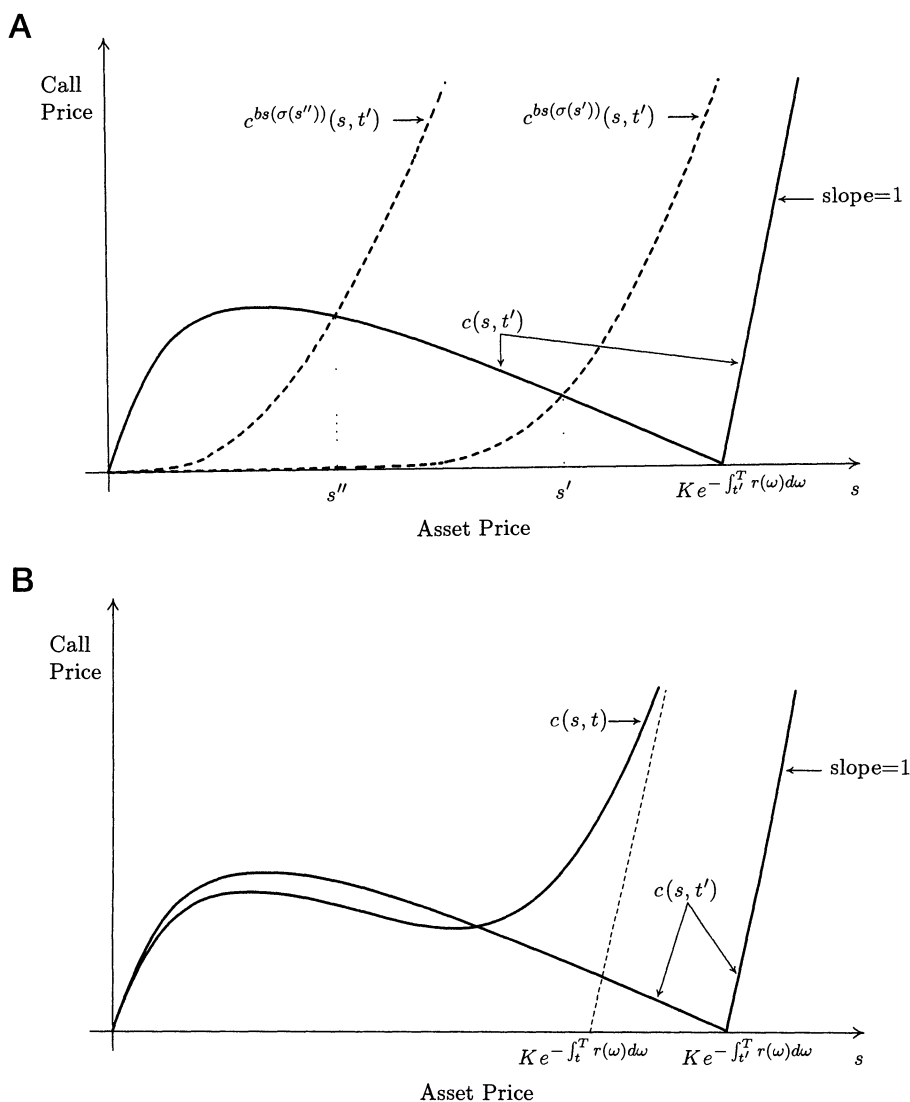 A
Call
Price
c^{bs(σ(s''))}(s, t')
c^{bs(σ(s'))}(s, t')
slope=1
c(s, t')
s''
s'
Ke^{-∫_{t'}^{T} r(ω)dω}
s
Asset Price
B
Call
Price
c(s, t)
slope=1
c(s, t')
Ke^{-∫_{t}^{T} r(ω)dω}
Ke^{-∫_{t'}^{T} r(ω)dω}
s
Asset Price